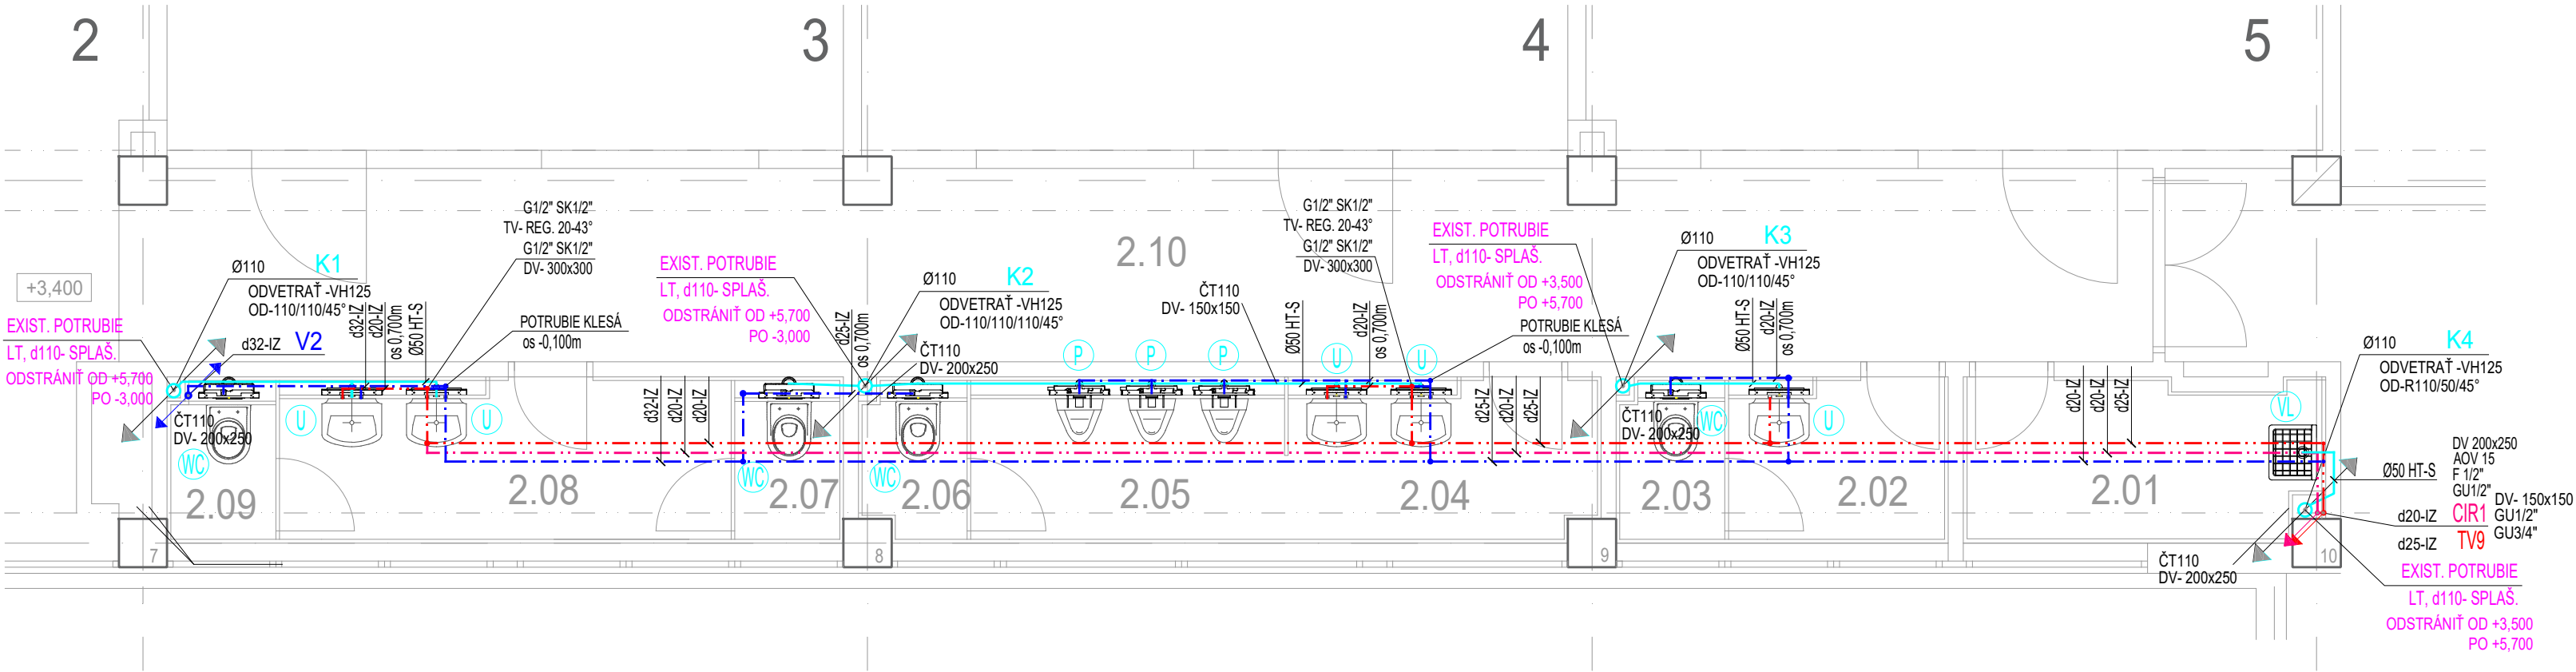 2
3
4
5
+3,400
Ø110
K1
ODVETRAŤ -VH125
OD-110/110/45°
EXIST. POTRUBIE
LT, d110- SPLAŠ.
ODSTRÁNIŤ OD +5,700
PO -3,000
d32-IZ
V2
d32-IZ
d20-IZ
os 0,700m
Ø50 HT-S
G1/2" SK1/2"
TV- REG. 20-43°
G1/2" SK1/2"
DV- 300x300
POTRUBIE KLESÁ
os -0,100m
ČT110
DV- 200x250
WC
U
U
2.09
2.08
d32-IZ
d20-IZ
d20-IZ
EXIST. POTRUBIE
LT, d110- SPLAŠ.
ODSTRÁNIŤ OD +5,700
PO -3,000
d25-IZ
os 0,700m
Ø110
K2
ODVETRAŤ -VH125
OD-110/110/110/45°
ČT110
DV- 200x250
WC
2.07
WC
2.06
2.10
P
P
P
U
U
ČT110
DV- 150x150
Ø50 HT-S
d20-IZ
os 0,700m
G1/2" SK1/2"
TV- REG. 20-43°
G1/2" SK1/2"
DV- 300x300
2.05
2.04
EXIST. POTRUBIE
LT, d110- SPLAŠ.
ODSTRÁNIŤ OD +3,500
PO +5,700
POTRUBIE KLESÁ
os -0,100m
d25-IZ
d20-IZ
d25-IZ
Ø110
K3
ODVETRAŤ -VH125
OD-110/110/45°
Ø50 HT-S
d20-IZ
os 0,700m
ČT110
DV- 200x250
WC
U
2.03
2.02
2.01
d20-IZ
d20-IZ
d25-IZ
VL
Ø110
K4
ODVETRAŤ -VH125
OD-R110/50/45°
Ø50 HT-S
DV 200x250
AOV 15
F 1/2"
GU1/2"
DV- 150x150
GU1/2"
GU3/4"
d20-IZ
CIR1
d25-IZ
TV9
ČT110
DV- 200x250
EXIST. POTRUBIE
LT, d110- SPLAŠ.
ODSTRÁNIŤ OD +3,500
PO +5,700
7
8
9
10